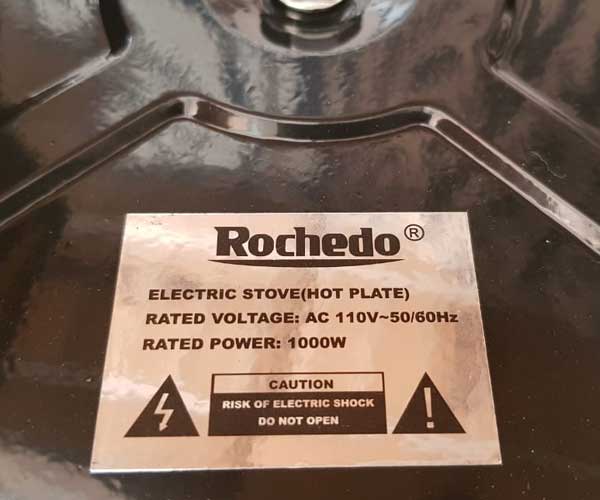 Rochedo®
ELECTRIC STOVE(HOT PLATE)
RATED VOLTAGE: AC 110V~50/60Hz
RATED POWER: 1000W
CAUTION
RISK OF ELECTRIC SHOCK
DO NOT OPEN